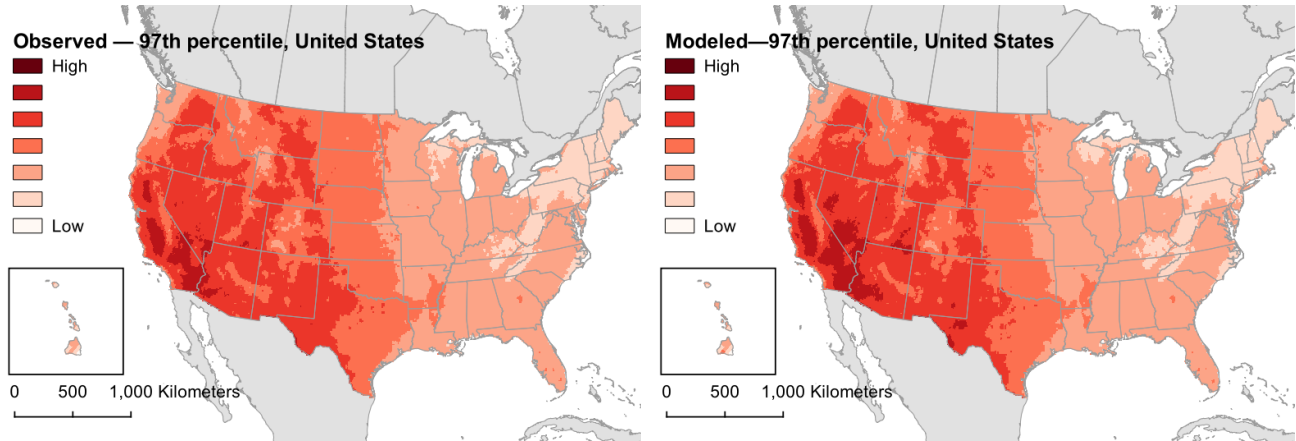 Observed — 97th percentile, United States
High
Low
0 500 1,000 Kilometers
Modeled—97th percentile, United States
High
Low
0 500 1,000 Kilometers